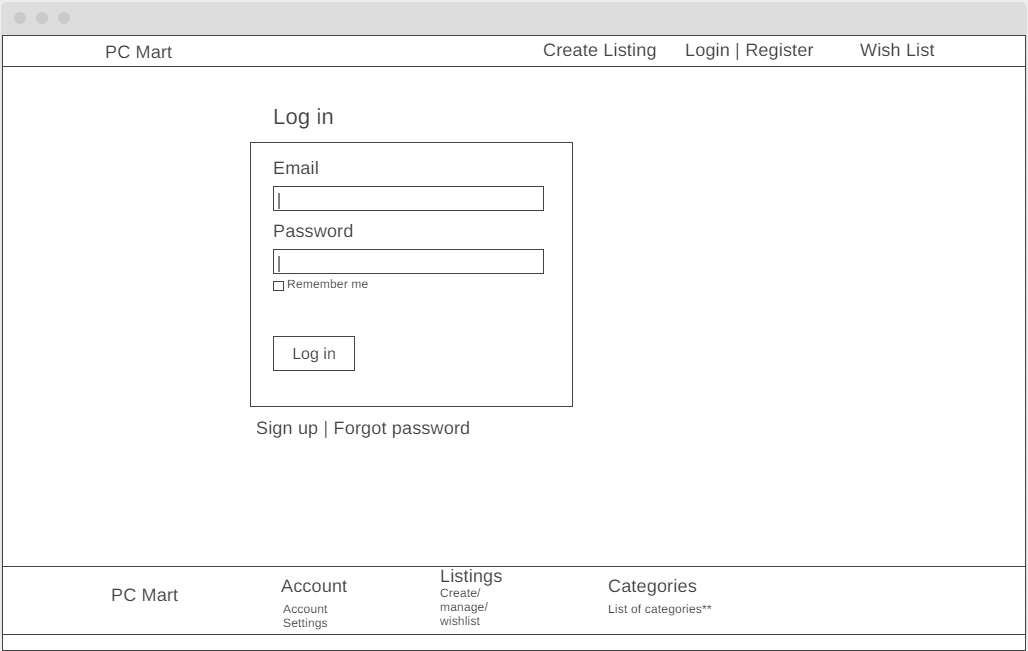 PC Mart
Create Listing
Login | Register
Wish List
Log in
Email
Password
Remember me
Log in
Sign up | Forgot password
PC Mart
Account
Account
Settings
Listings
Create/
manage/
wishlist
Categories
List of categories**